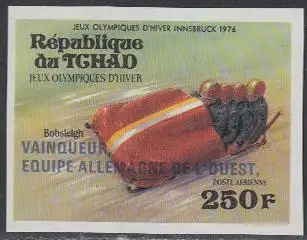 JEUX OLYMPIQUES D'HIVER INNSBRUCK 1976
République
du TCHAD
JEUX OLYMPIQUES D'HIVER
Bobsleigh
VAINQUEUR,
EQUIPE ALLEMAGNE DE L'OUEST,
POSTE AERIENNE
250F